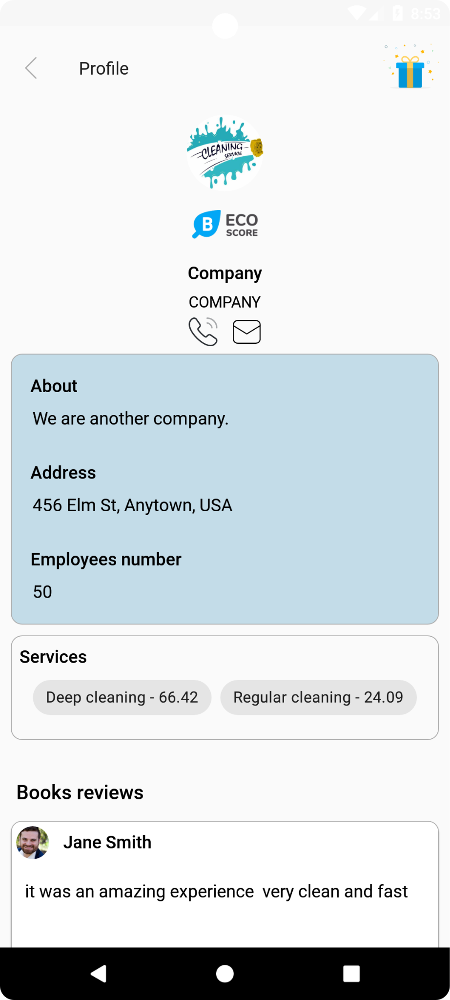 8:53
Profile
CLEANING
SERVICE
B ECO
SCORE
Company
COMPANY
About
We are another company.
Address
456 Elm St, Anytown, USA
Employees number
50
Services
Deep cleaning - 66.42 Regular cleaning - 24.09
Books reviews
Jane Smith
it was an amazing experience  very clean and fast